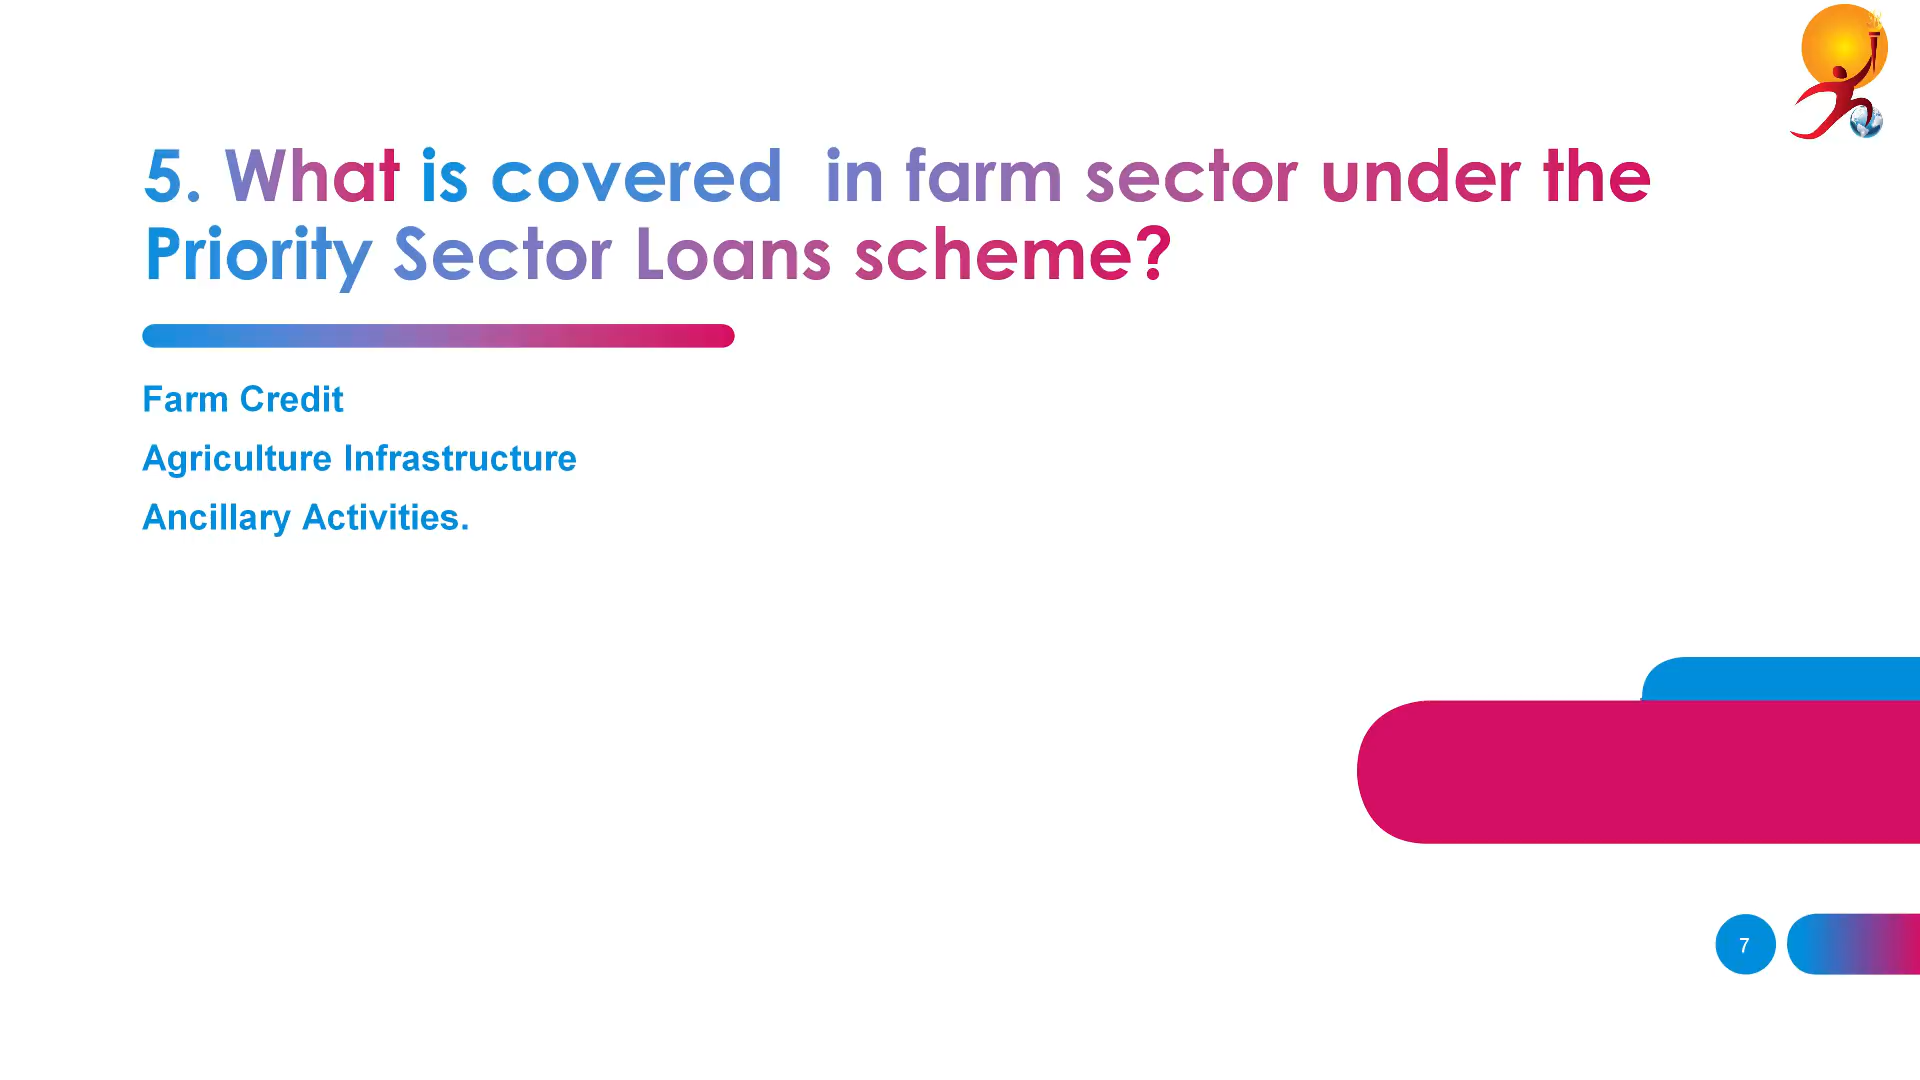 5. What is covered  in farm sector under the
Priority Sector Loans scheme?
Farm Credit
Agriculture Infrastructure
Ancillary Activities.
7